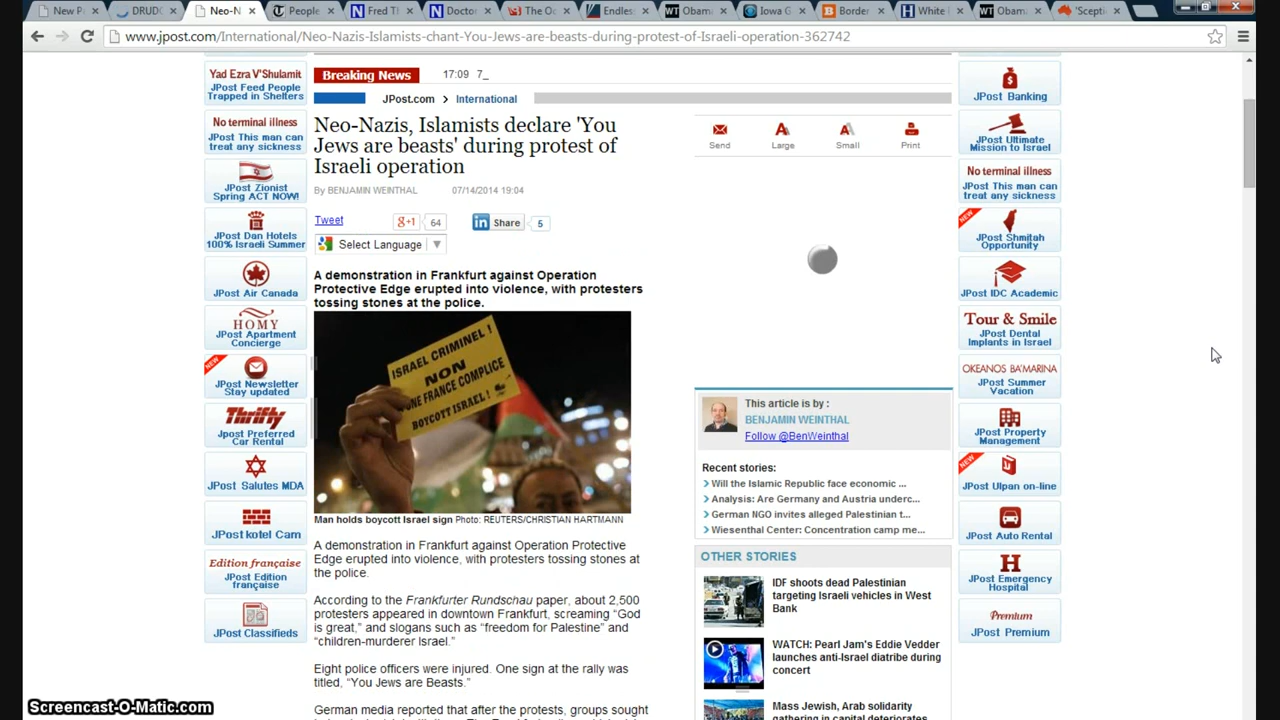 New P
DRUDG
Neo-N
People
Fred Th
Doctor
The Oc
Endless
Obama
Iowa G
Border
White
Obama
'Scepti
www.jpost.com/International/Neo-Nazis-Islamists-chant-You-Jews-are-beasts-during-protest-of-Israeli-operation-362742
Yad Ezra V'Shulamit
JPost Feed People
Trapped in Shelters
No terminal illness
JPost This man can
treat any sickness
JPost Zionist
Spring ACT NOW!
JPost Dan Hotels
100% Israeli Summer
JPost Air Canada
HOMY
JPost Apartment
Concierge
NEW
JPost Newsletter
Stay updated
Thrifty
Jpost Preferred
Car Rental
JPost Salutes MDA
JPost kotel Cam
Edition française
JPost Edition
française
JPost Classifieds
Breaking News 17:09 7_
JPost.com > International
Neo-Nazis, Islamists declare 'You
Jews are beasts' during protest of
Israeli operation
By BENJAMIN WEINTHAL 07/14/2014 19:04
Tweet g+1 64 in Share 5
Select Language ▼
A demonstration in Frankfurt against Operation
Protective Edge erupted into violence, with protesters
tossing stones at the police.
ISRAEL CRIMINEL !
NON
UNE FRANCE COMPLICE
BOYCOTT ISRAEL !
Man holds boycott Israel sign Photo: REUTERS/CHRISTIAN HARTMANN
A demonstration in Frankfurt against Operation Protective
Edge erupted into violence, with protesters tossing stones at
the police.
According to the Frankfurter Rundschau paper, about 2,500
protesters appeared in downtown Frankfurt, screaming “God
is great,” and slogans such as “freedom for Palestine” and
“children-murderer Israel.”
Eight police officers were injured. One sign at the rally was
titled, “You Jews are Beasts.”
German media reported that after the protests, groups sought
Send Large Small Print
This article is by :
BENJAMIN WEINTHAL
Follow @BenWeinthal
Recent stories:
Will the Islamic Republic face economic ...
Analysis: Are Germany and Austria underc...
German NGO invites alleged Palestinian t...
Wiesenthal Center: Concentration camp me...
OTHER STORIES
IDF shoots dead Palestinian
targeting Israeli vehicles in West
Bank
WATCH: Pearl Jam's Eddie Vedder
launches anti-Israel diatribe during
concert
Mass Jewish, Arab solidarity
gathering in capital deteriorates
JPost Banking
JPost Ultimate
Mission to Israel
No terminal illness
JPost This man can
treat any sickness
NEW
JPost Shmitah
Opportunity
JPost IDC Academic
Tour & Smile
JPost Dental
Implants in Israel
OKEANOS BA'MARINA
JPost Summer
Vacation
JPost Property
Management
NEW
JPost Ulpan on-line
JPost Auto Rental
H
JPost Emergency
Hospital
Premium
JPost Premium
Screencast-O-Matic.com